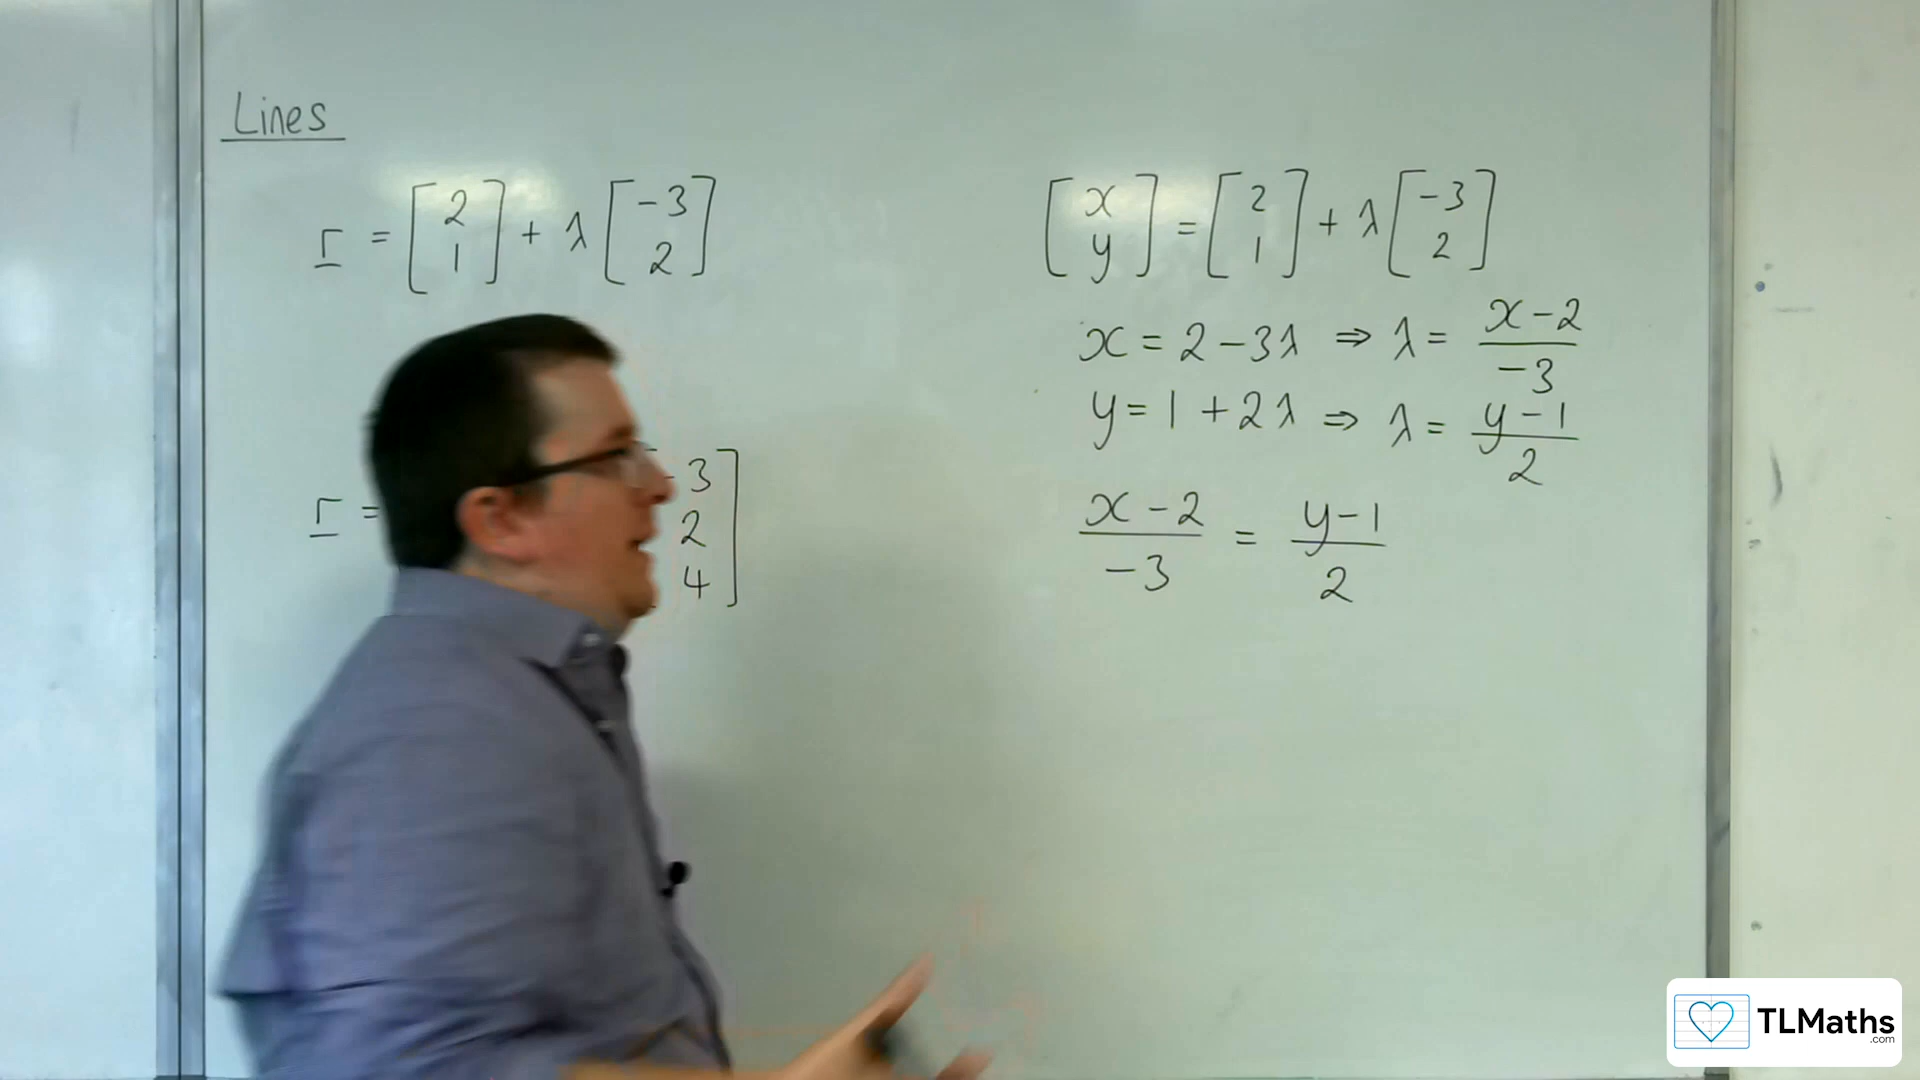 Lines
r = [2 1] + λ [-3 2]
r = 3 2 4]
[x y] = [2 1] + λ [-3 2]
x = 2 - 3λ ⇒ λ = x-2 / -3
y = 1 + 2λ ⇒ λ = y-1 / 2
x-2 / -3 = y-1 / 2
TLMaths
.com